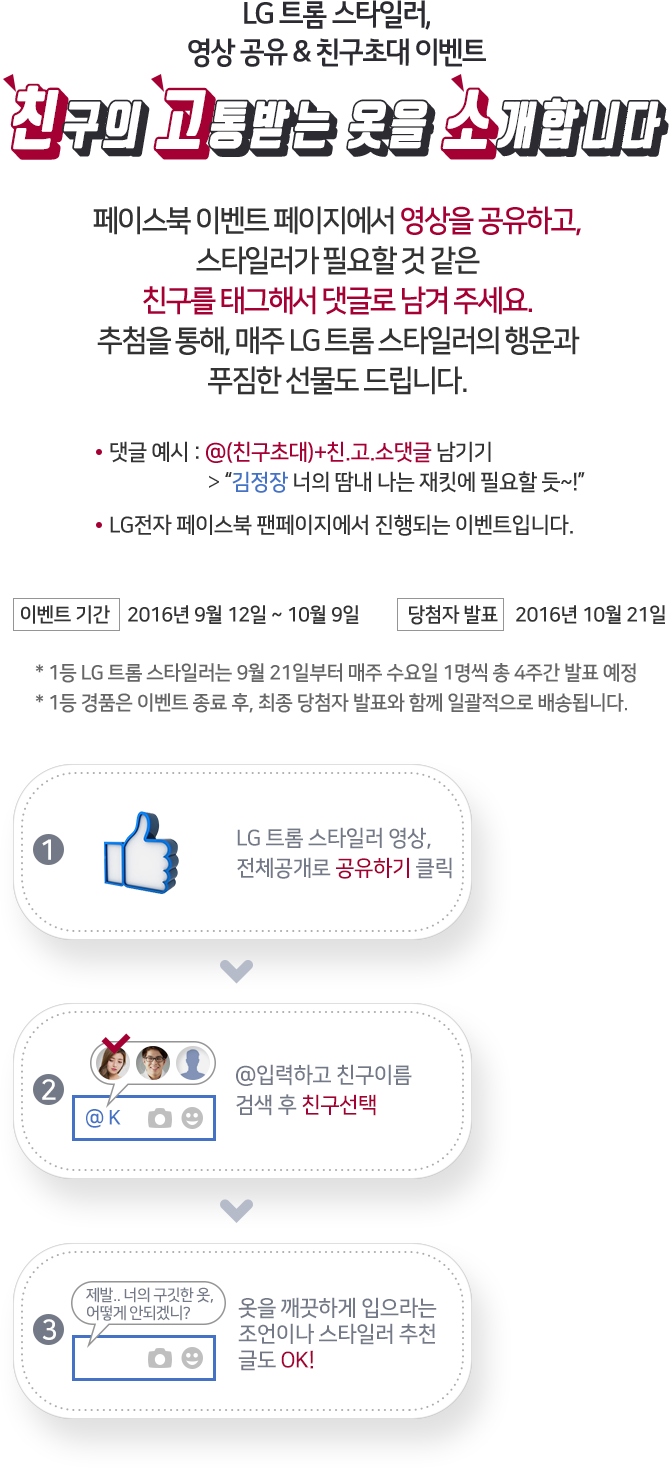 LG 트롬 스타일러,
영상 공유 & 친구초대 이벤트
친구의 고통받는 옷을 소개합니다
페이스북 이벤트 페이지에서 영상을 공유하고,
스타일러가 필요할 것 같은
친구를 태그해서 댓글로 남겨 주세요.
추첨을 통해, 매주 LG 트롬 스타일러의 행운과
푸짐한 선물도 드립니다.
• 댓글 예시 : @(친구초대)+친.고.소댓글 남기기
> “김정장 너의 땀내 나는 재킷에 필요할 듯~!”
• LG전자 페이스북 팬페이지에서 진행되는 이벤트입니다.
이벤트 기간 2016년 9월 12일 ~ 10월 9일 당첨자 발표 2016년 10월 21일
* 1등 LG 트롬 스타일러는 9월 21일부터 매주 수요일 1명씩 총 4주간 발표 예정
* 1등 경품은 이벤트 종료 후, 최종 당첨자 발표와 함께 일괄적으로 배송됩니다.
1
LG 트롬 스타일러 영상,
전체공개로 공유하기 클릭
2
@ K
@입력하고 친구이름
검색 후 친구선택
3
제발.. 너의 구깃한 옷,
어떻게 안되겠니?
옷을 깨끗하게 입으라는
조언이나 스타일러 추천
글도 OK!